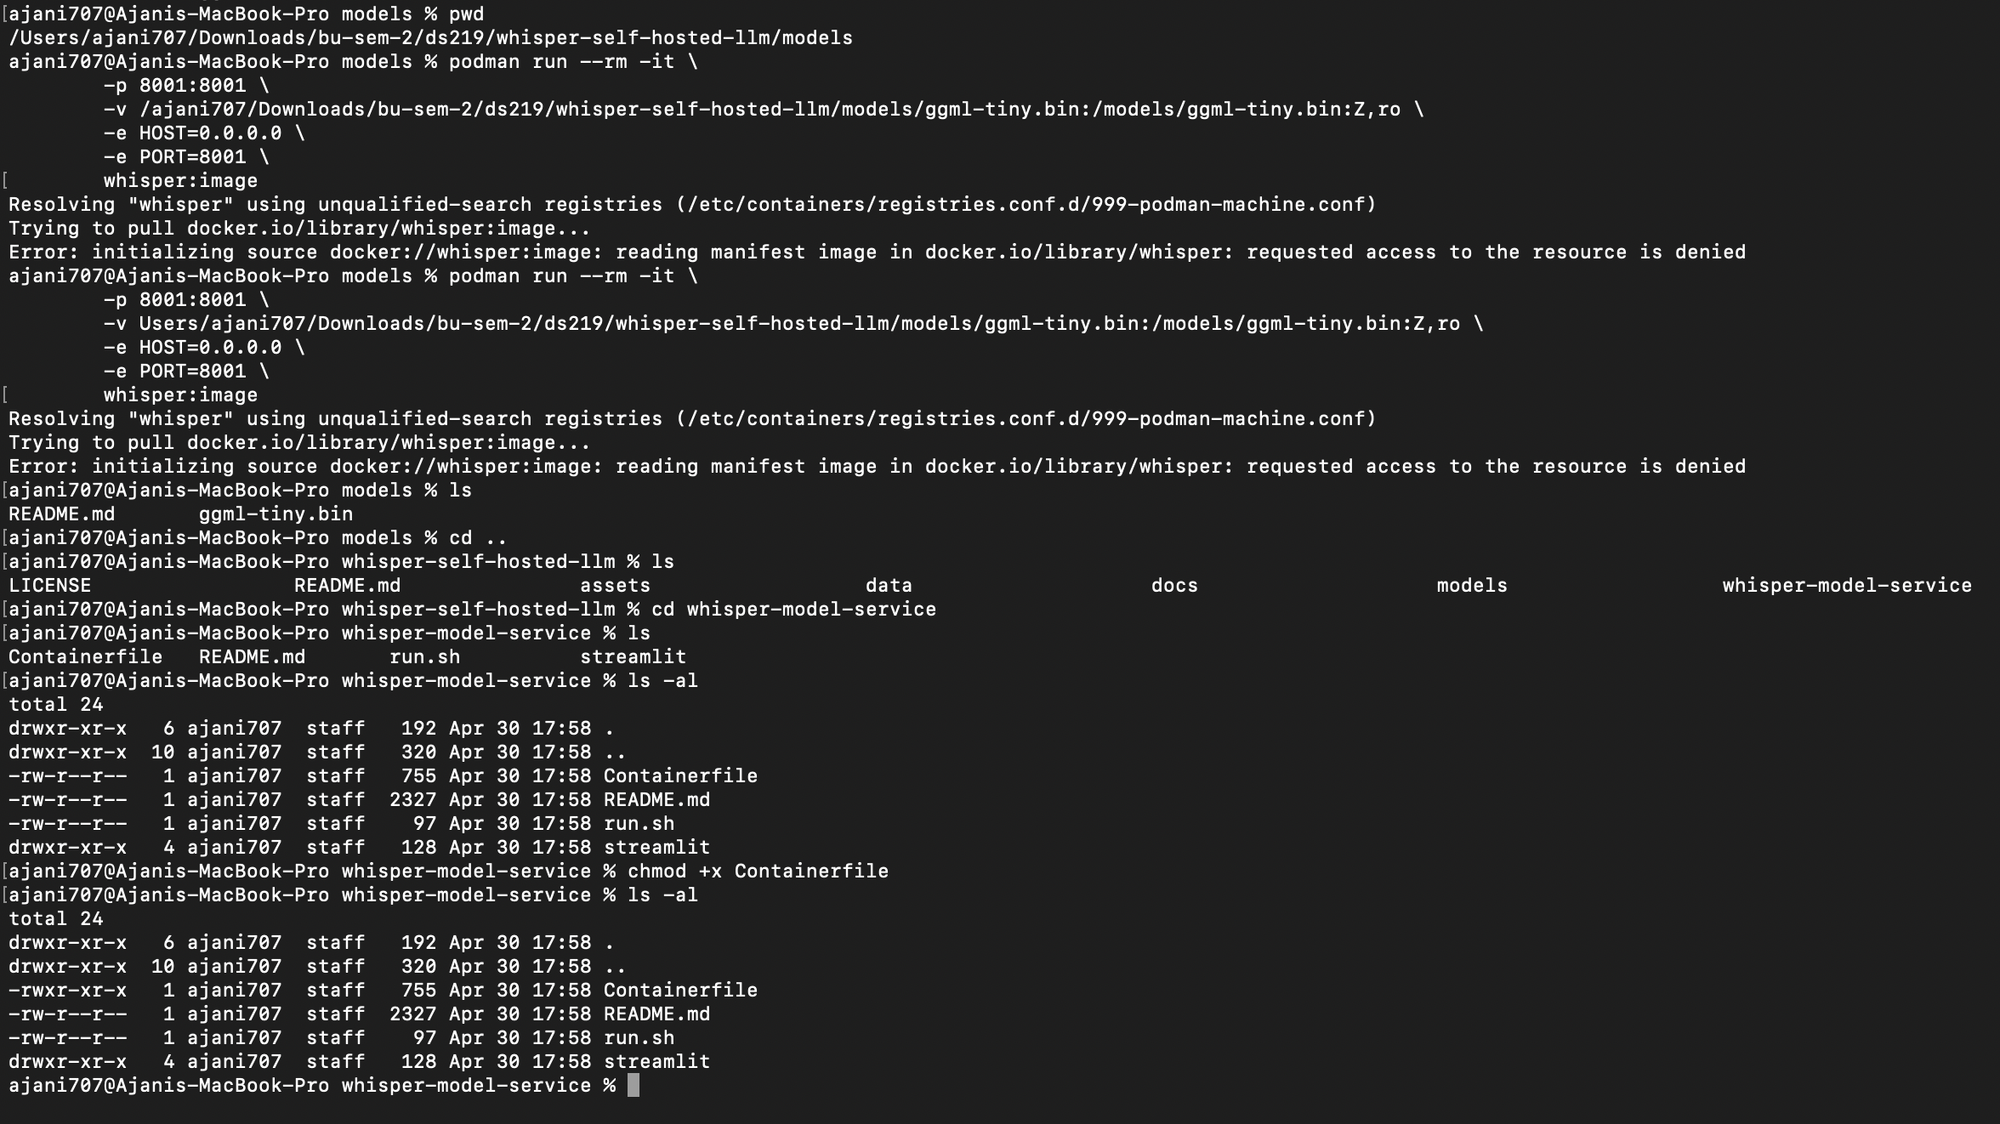 [ajani707@Ajanis-MacBook-Pro models % pwd
/Users/ajani707/Downloads/bu-sem-2/ds219/whisper-self-hosted-llm/models
ajani707@Ajanis-MacBook-Pro models % podman run --rm -it \
        -p 8001:8001 \
        -v /ajani707/Downloads/bu-sem-2/ds219/whisper-self-hosted-llm/models/ggml-tiny.bin:/models/ggml-tiny.bin:Z,ro \
        -e HOST=0.0.0.0 \
        -e PORT=8001 \
[        whisper:image
Resolving "whisper" using unqualified-search registries (/etc/containers/registries.conf.d/999-podman-machine.conf)
Trying to pull docker.io/library/whisper:image...
Error: initializing source docker://whisper:image: reading manifest image in docker.io/library/whisper: requested access to the resource is denied
ajani707@Ajanis-MacBook-Pro models % podman run --rm -it \
        -p 8001:8001 \
        -v Users/ajani707/Downloads/bu-sem-2/ds219/whisper-self-hosted-llm/models/ggml-tiny.bin:/models/ggml-tiny.bin:Z,ro \
        -e HOST=0.0.0.0 \
        -e PORT=8001 \
[        whisper:image
Resolving "whisper" using unqualified-search registries (/etc/containers/registries.conf.d/999-podman-machine.conf)
Trying to pull docker.io/library/whisper:image...
Error: initializing source docker://whisper:image: reading manifest image in docker.io/library/whisper: requested access to the resource is denied
[ajani707@Ajanis-MacBook-Pro models % ls
README.md       ggml-tiny.bin
[ajani707@Ajanis-MacBook-Pro models % cd ..
[ajani707@Ajanis-MacBook-Pro whisper-self-hosted-llm % ls
LICENSE                 README.md               assets                  data                    docs                    models                  whisper-model-service
[ajani707@Ajanis-MacBook-Pro whisper-self-hosted-llm % cd whisper-model-service
[ajani707@Ajanis-MacBook-Pro whisper-model-service % ls
Containerfile   README.md       run.sh          streamlit
[ajani707@Ajanis-MacBook-Pro whisper-model-service % ls -al
total 24
drwxr-xr-x   6 ajani707  staff   192 Apr 30 17:58 .
drwxr-xr-x  10 ajani707  staff   320 Apr 30 17:58 ..
-rw-r--r--   1 ajani707  staff   755 Apr 30 17:58 Containerfile
-rw-r--r--   1 ajani707  staff  2327 Apr 30 17:58 README.md
-rw-r--r--   1 ajani707  staff    97 Apr 30 17:58 run.sh
drwxr-xr-x   4 ajani707  staff   128 Apr 30 17:58 streamlit
[ajani707@Ajanis-MacBook-Pro whisper-model-service % chmod +x Containerfile
[ajani707@Ajanis-MacBook-Pro whisper-model-service % ls -al
total 24
drwxr-xr-x   6 ajani707  staff   192 Apr 30 17:58 .
drwxr-xr-x  10 ajani707  staff   320 Apr 30 17:58 ..
-rwxr-xr-x   1 ajani707  staff   755 Apr 30 17:58 Containerfile
-rw-r--r--   1 ajani707  staff  2327 Apr 30 17:58 README.md
-rw-r--r--   1 ajani707  staff    97 Apr 30 17:58 run.sh
drwxr-xr-x   4 ajani707  staff   128 Apr 30 17:58 streamlit
ajani707@Ajanis-MacBook-Pro whisper-model-service %